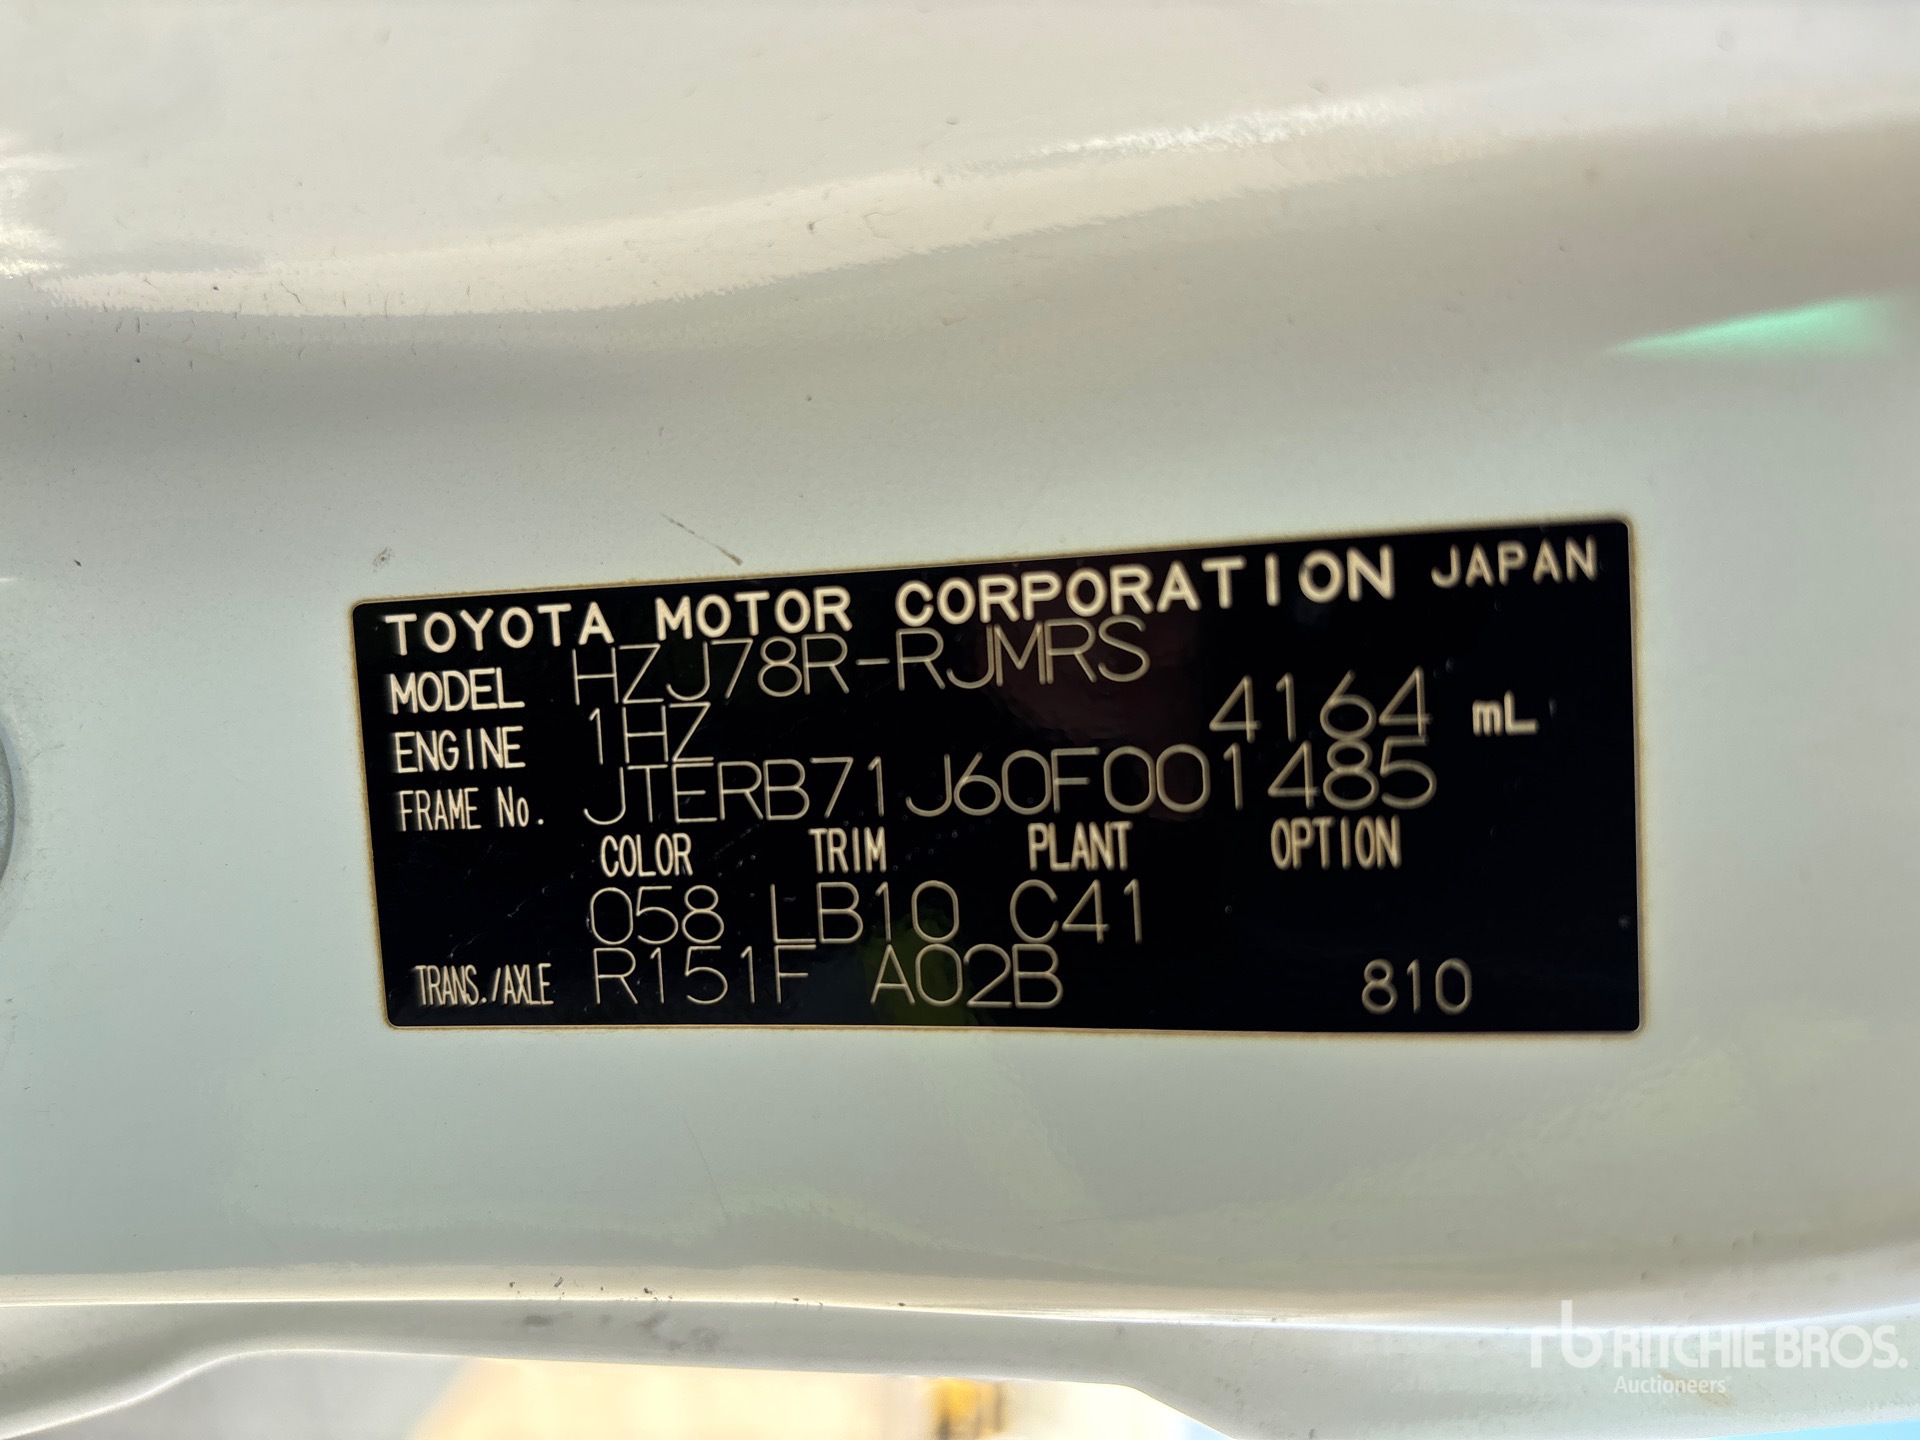 TOYOTA MOTOR CORPORATION JAPAN
MODEL HZJ78R-RJMRS
ENGINE 1HZ 4164 mL
FRAME No. JTERB71J60F001485
COLOR TRIM PLANT OPTION
058 LB10 C41
TRANS./AXLE R151F A02B 810
rb RITCHIE BROS.
Auctioneers